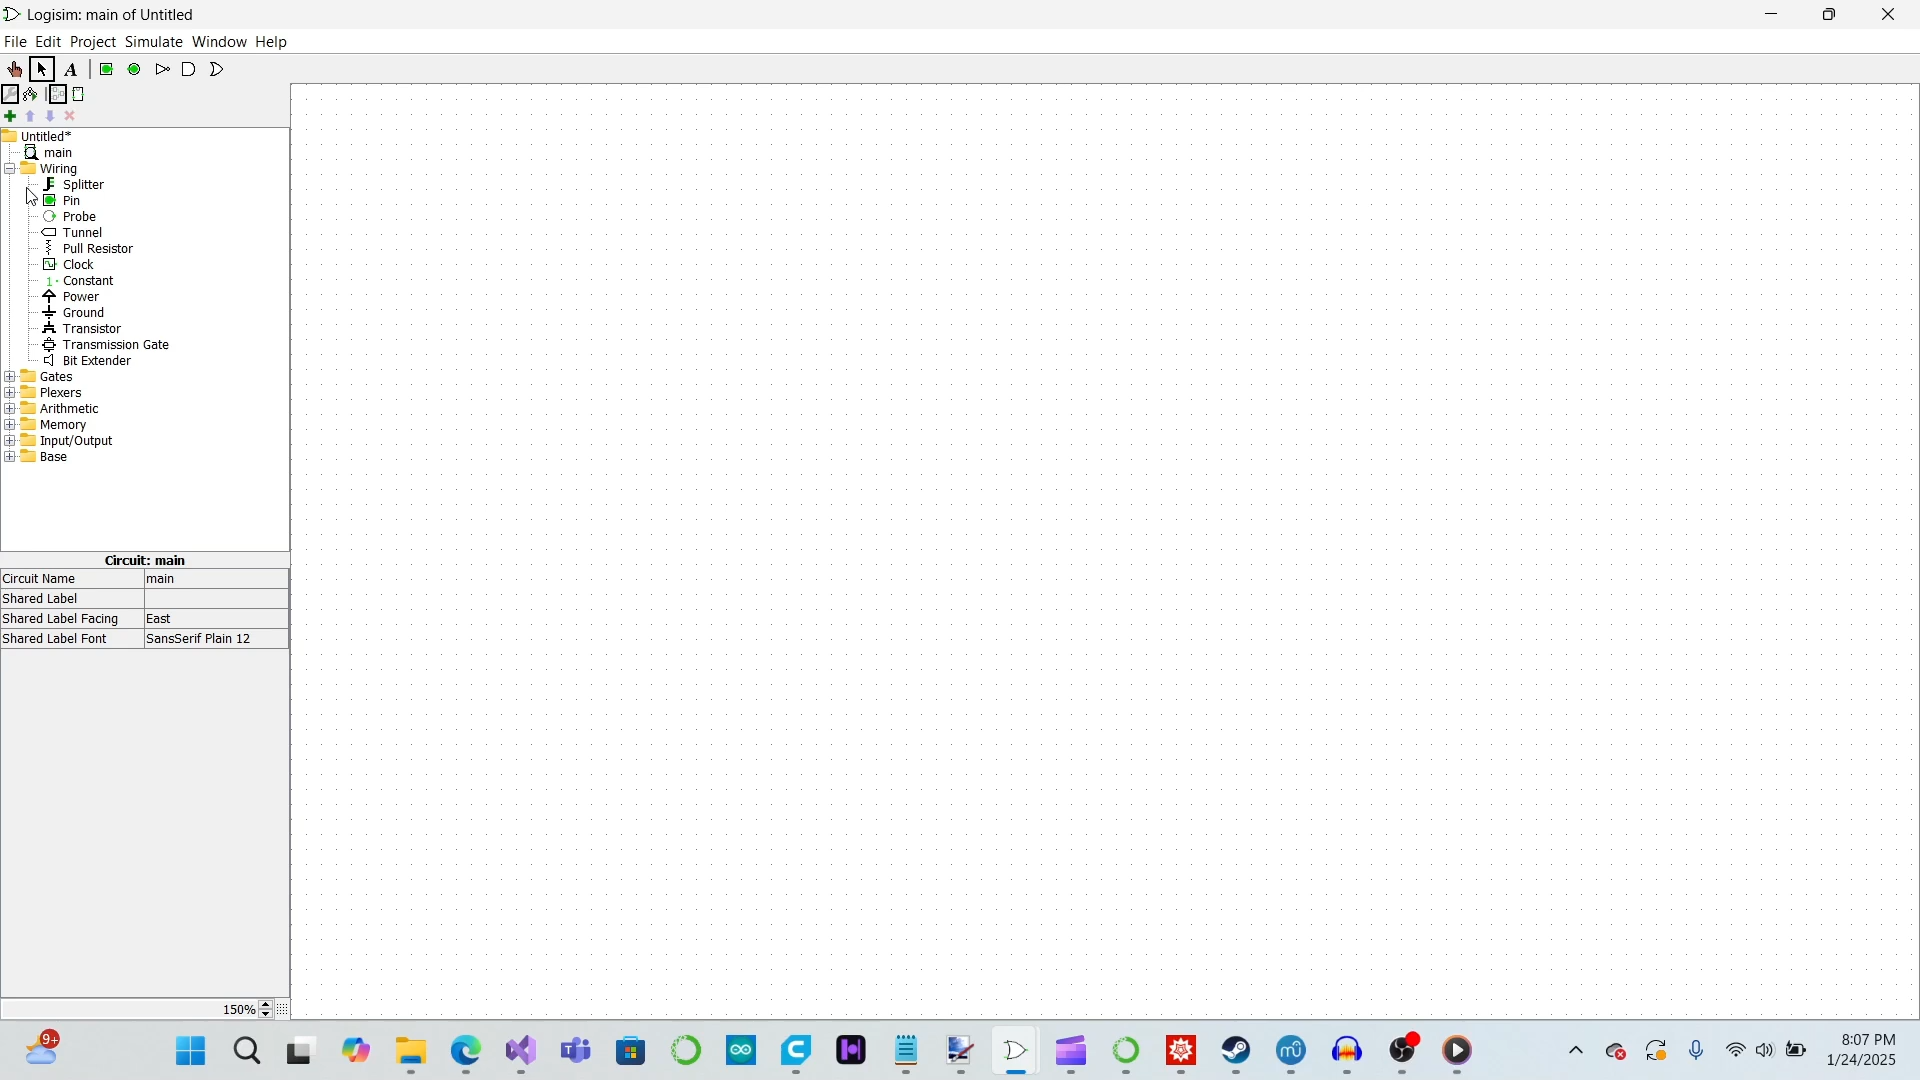 Logisim: main of Untitled
File Edit Project Simulate Window Help
A
Untitled*
main
Wiring
Splitter
Pin
Probe
Tunnel
Pull Resistor
Clock
1 Constant
Power
Ground
Transistor
Transmission Gate
Bit Extender
Gates
Plexers
Arithmetic
Memory
Input/Output
Base
Circuit: main
Circuit Name main
Shared Label
Shared Label Facing East
Shared Label Font SansSerif Plain 12
150%
9+
8:07 PM
1/24/2025